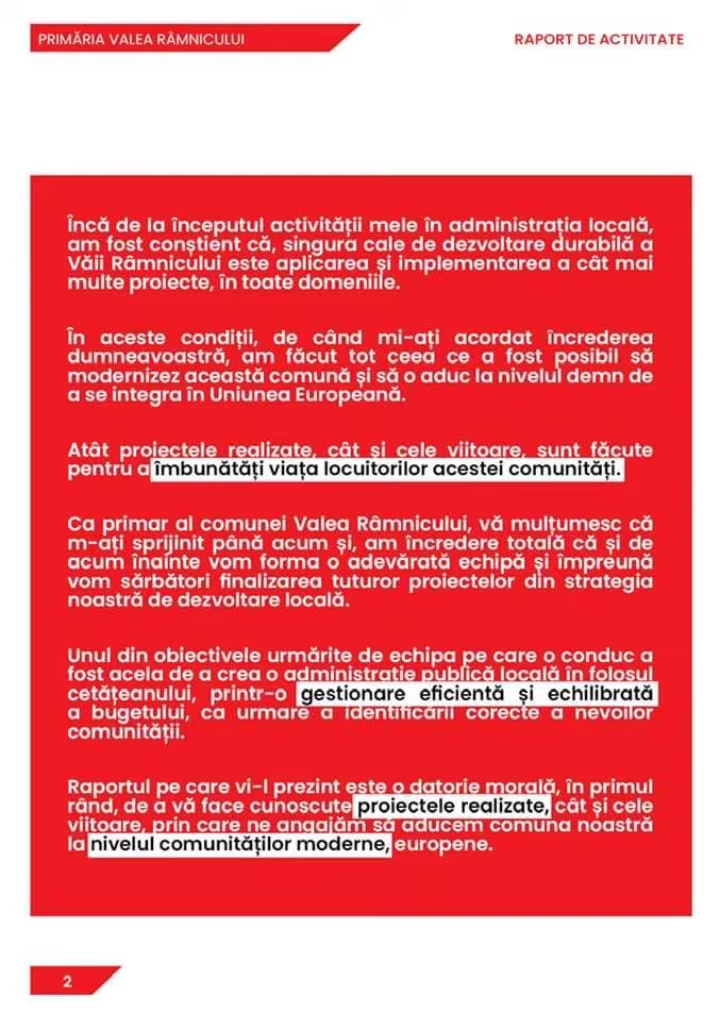 PRIMĂRIA VALEA RÂMNICULUI
RAPORT DE ACTIVITATE
Încă de la începutul activității mele în administrația locală,
am fost conștient că, singura cale de dezvoltare durabilă a
Văii Râmnicului este aplicarea și implementarea a cât mai
multe proiecte, în toate domeniile.
În aceste condiții, de când mi-ați acordat încrederea
dumneavoastră, am făcut tot ceea ce a fost posibil să
modernizez această comună și să o aduc la nivelul demn de
a se integra în Uniunea Europeană.
Atât proiectele realizate, cât și cele viitoare, sunt făcute
pentru a îmbunătăți viața locuitorilor acestei comunități.
Ca primar al comunei Valea Râmnicului, vă mulțumesc că
m-ați sprijinit până acum și, am încredere totală că și de
acum înainte vom forma o adevărată echipă și împreună
vom sărbători finalizarea tuturor proiectelor din strategia
noastră de dezvoltare locală.
Unul din obiectivele urmărite de echipa pe care o conduc a
fost acela de a crea o administrație publică locală în folosul
cetățeanului, printr-o gestionare eficientă și echilibrată
a bugetului, ca urmare a identificării corecte a nevoilor
comunității.
Raportul pe care vi-l prezint este o datorie morală, în primul
rând, de a vă face cunoscute proiectele realizate, cât și cele
viitoare, prin care ne angajăm să aducem comuna noastră
la nivelul comunităților moderne, europene.
2